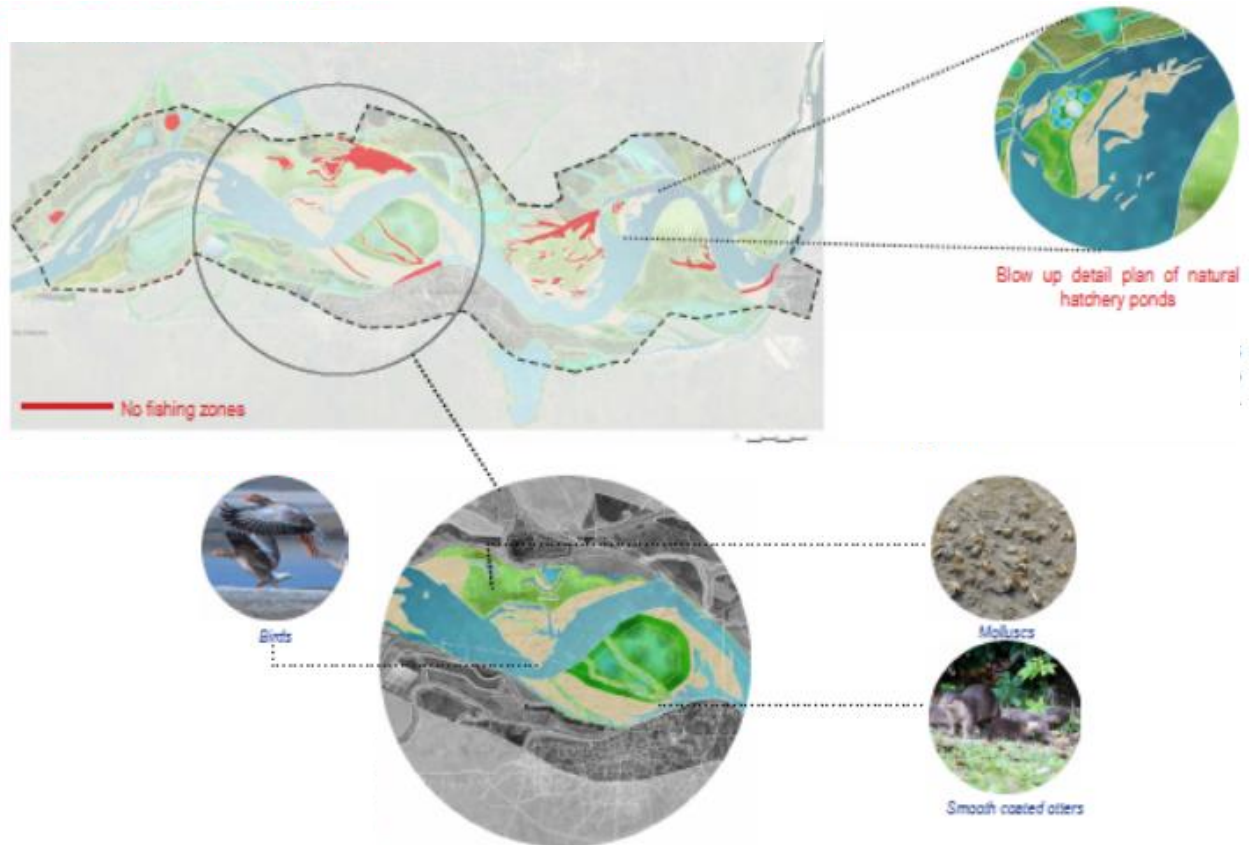 Blow up detail plan of natural
hatchery ponds
No fishing zones
Birds
Molluscs
Smooth coated otters